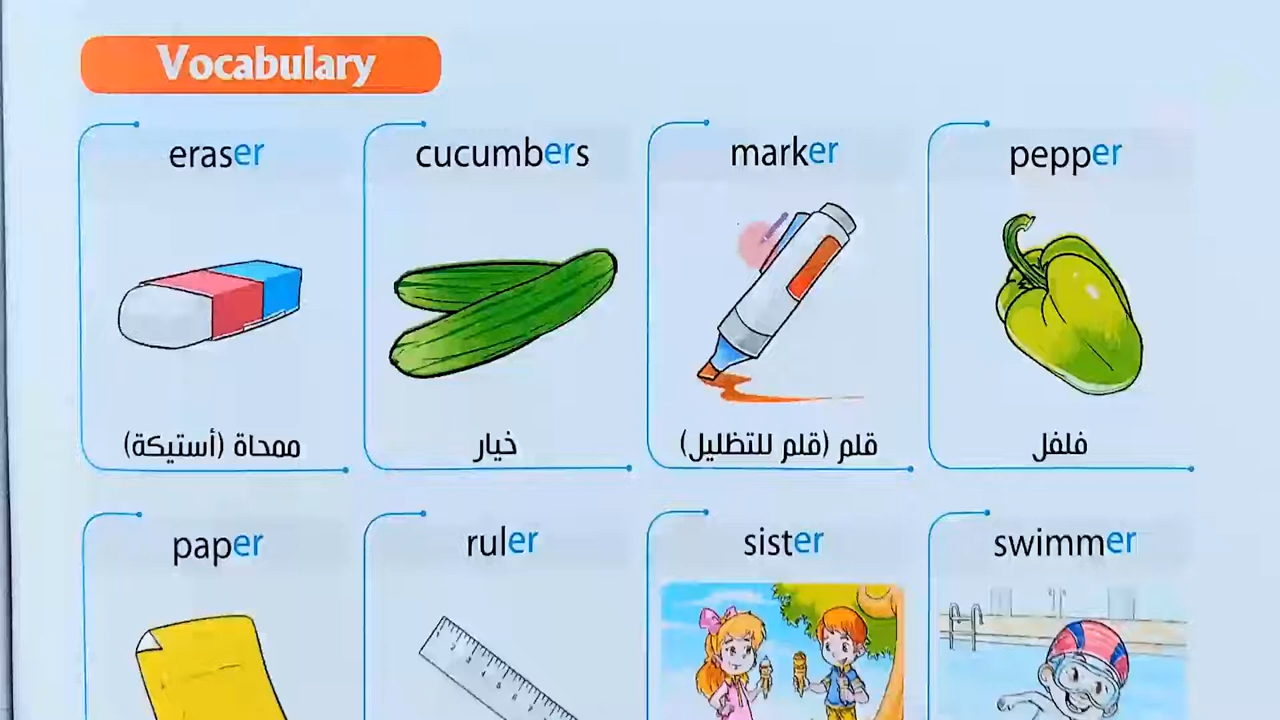 Vocabulary
eraser
cucumbers
marker
pepper
ممحاة (أستيكة)
خيار
قلم (قلم للتظليل)
فلفل
paper
ruler
sister
swimmer